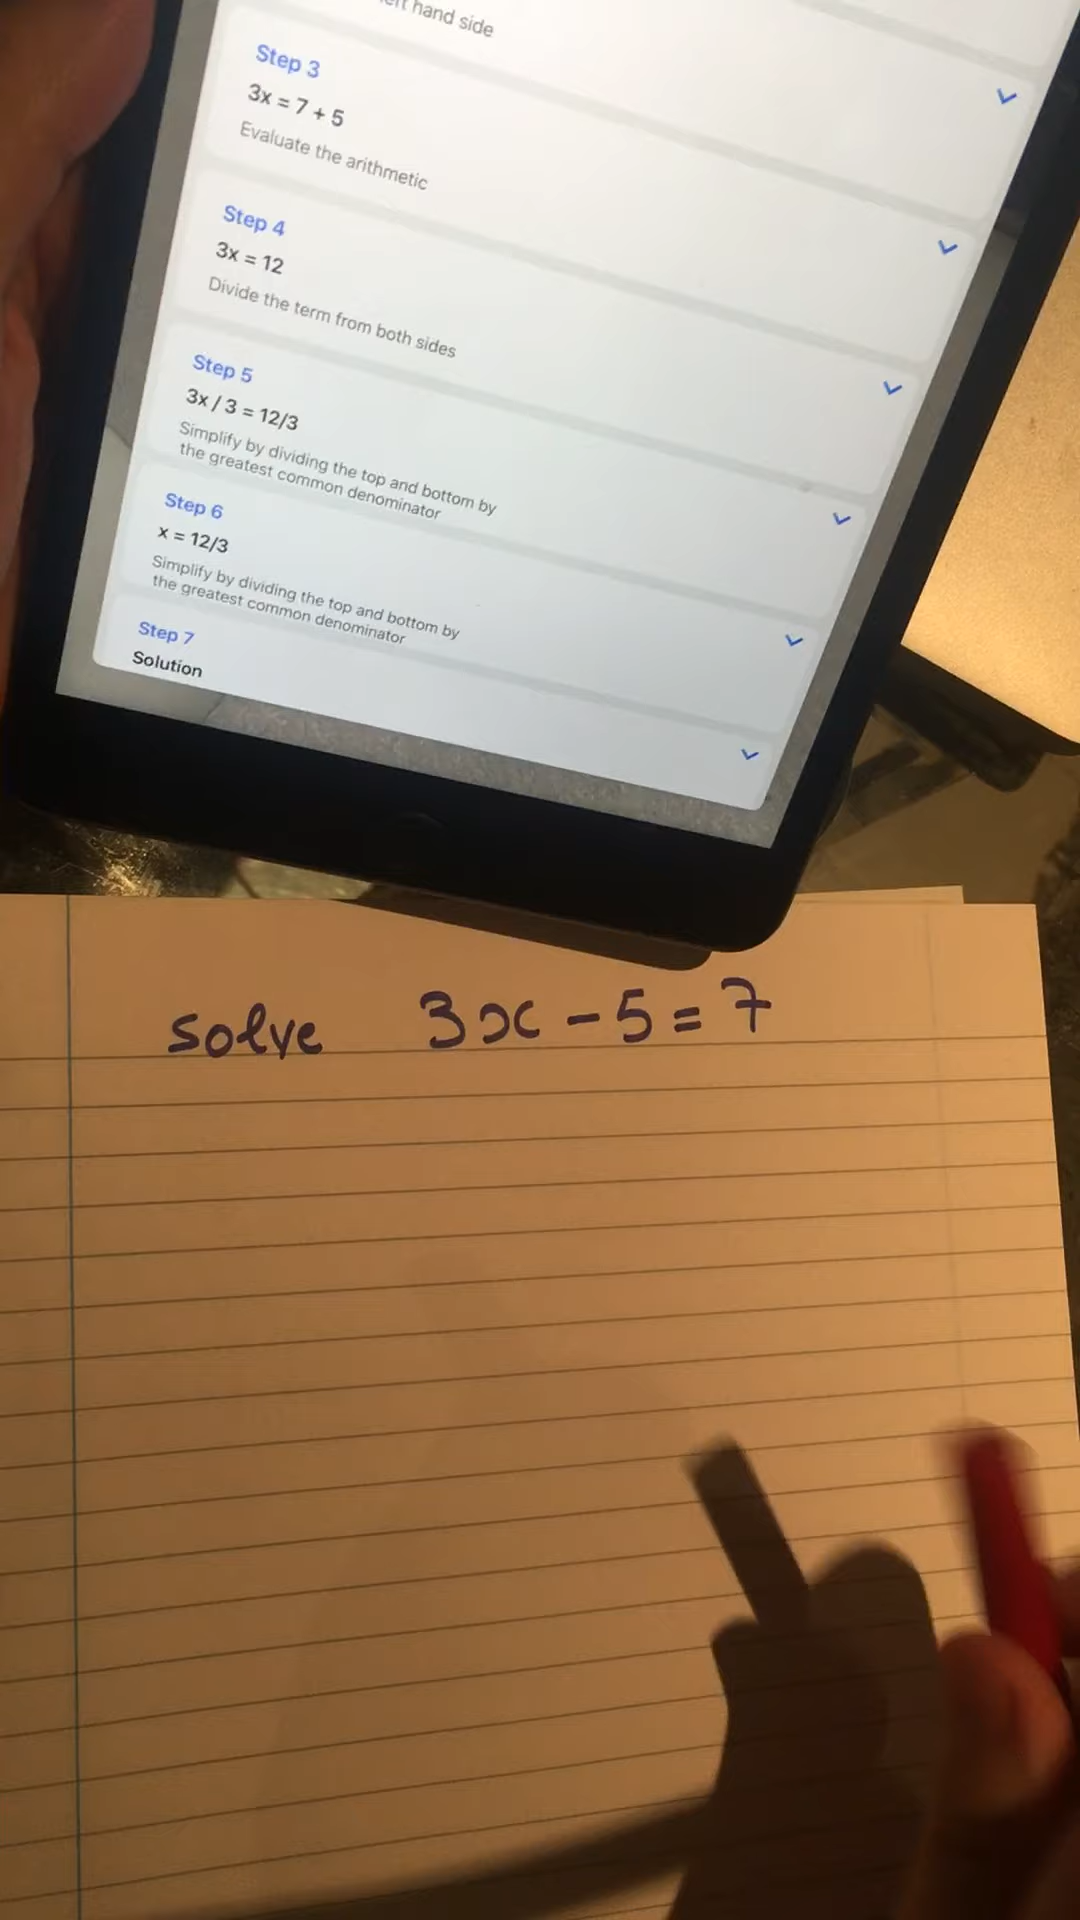 hand side
Step 3
3x = 7 + 5
Evaluate the arithmetic
Step 4
3x = 12
Divide the term from both sides
Step 5
3x / 3 = 12/3
Simplify by dividing the top and bottom by
the greatest common denominator
Step 6
x = 12/3
Simplify by dividing the top and bottom by
the greatest common denominator
Step 7
Solution
solve 3x - 5 = 7